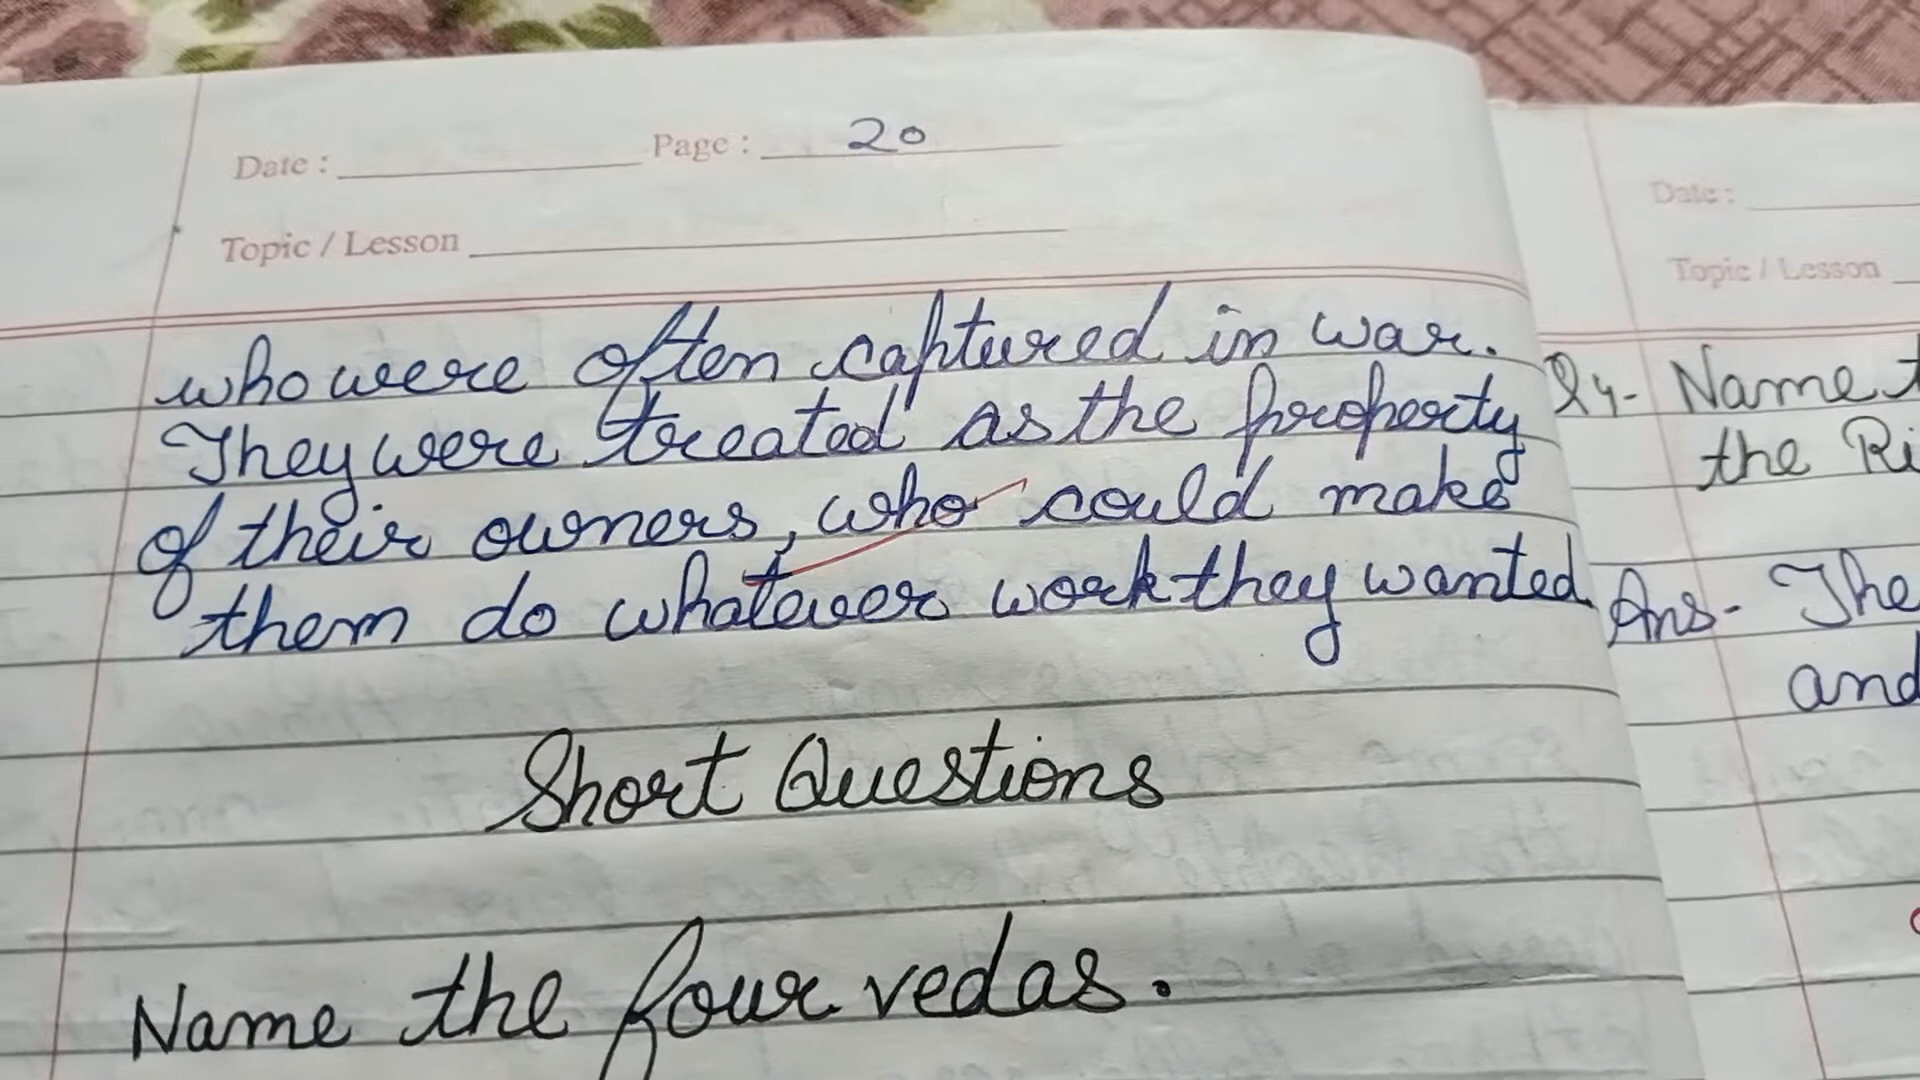 Date : Page : 20
Topic / Lesson
who were often captured in war.
They were treated as the property
of their owners, who could make
them do whatever work they wanted.
Short Questions
Name the four vedas.
Date :
Topic / Lesson
Q4- Name
the Ri
Ans- The
and